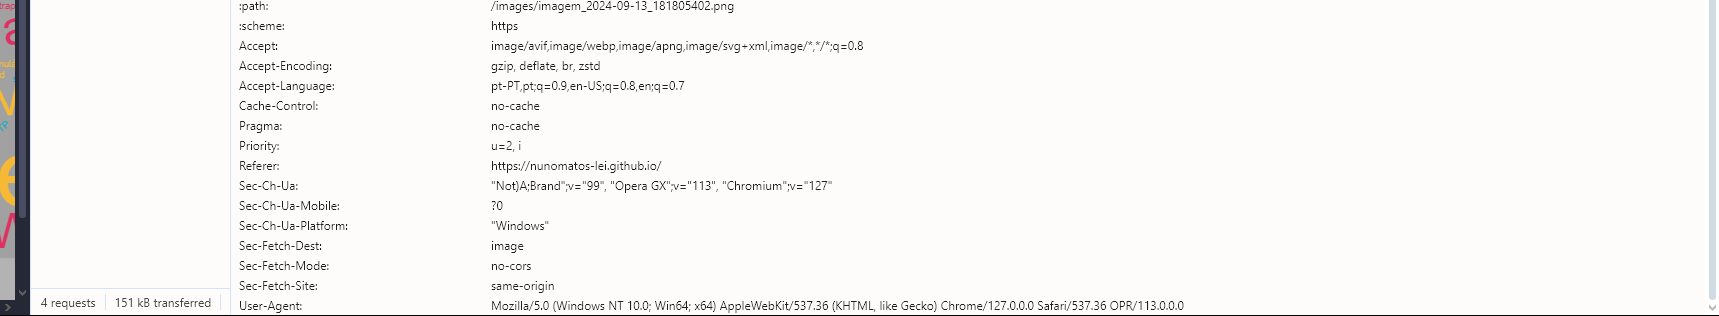 :path: /images/imagem_2024-09-13_181805402.png
:scheme: https
Accept: image/avif,image/webp,image/apng,image/svg+xml,image/*,*/*;q=0.8
Accept-Encoding: gzip, deflate, br, zstd
Accept-Language: pt-PT,pt;q=0.9,en-US;q=0.8,en;q=0.7
Cache-Control: no-cache
Pragma: no-cache
Priority: u=2, i
Referer: https://nunomatos-lei.github.io/
Sec-Ch-Ua: "Not)A;Brand";v="99", "Opera GX";v="113", "Chromium";v="127"
Sec-Ch-Ua-Mobile: ?0
Sec-Ch-Ua-Platform: "Windows"
Sec-Fetch-Dest: image
Sec-Fetch-Mode: no-cors
Sec-Fetch-Site: same-origin
User-Agent: Mozilla/5.0 (Windows NT 10.0; Win64; x64) AppleWebKit/537.36 (KHTML, like Gecko) Chrome/127.0.0.0 Safari/537.36 OPR/113.0.0.0
4 requests 151 kB transferred